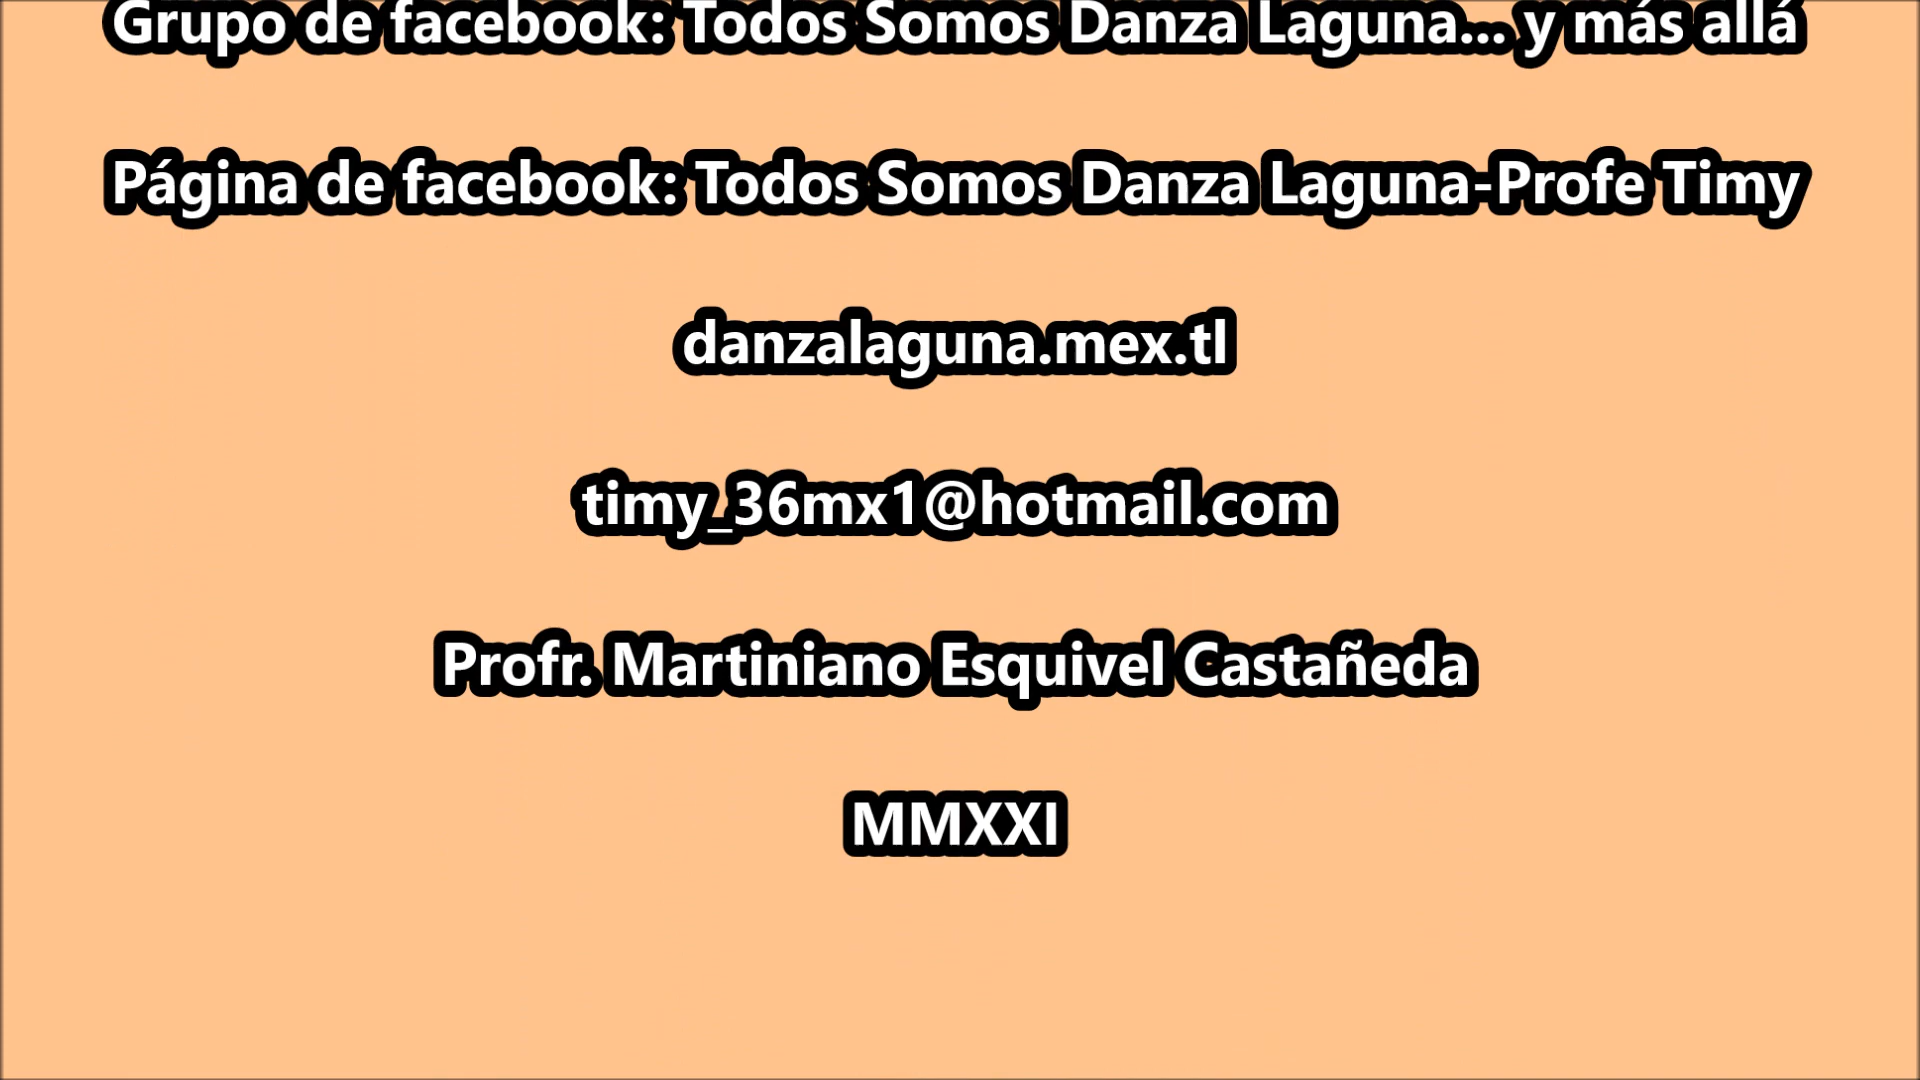 Grupo de facebook: Todos Somos Danza Laguna... y más allá
Página de facebook: Todos Somos Danza Laguna-Profe Timy
danzalaguna.mex.tl
timy_36mx1@hotmail.com
Profr. Martiniano Esquivel Castañeda
MMXXI